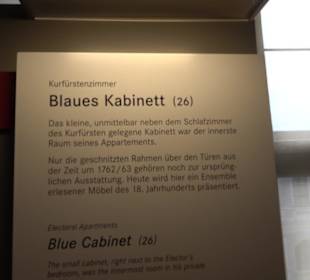 Kurfürstenzimmer
Blaues Kabinett (26)
Das kleine, unmittelbar neben dem Schlafzimmer
des Kurfürsten gelegene Kabinett war der innerste
Raum seines Appartements.
Nur die geschnitzten Rahmen über den Türen aus
der Zeit um 1762/63 gehören noch zur ursprüng-
lichen Ausstattung. Heute wird hier ein Ensemble
erlesener Möbel des 18. Jahrhunderts präsentiert.
Electoral Apartments
Blue Cabinet (26)
The small cabinet, right next to the Elector's
bedroom, was the innermost room in his private